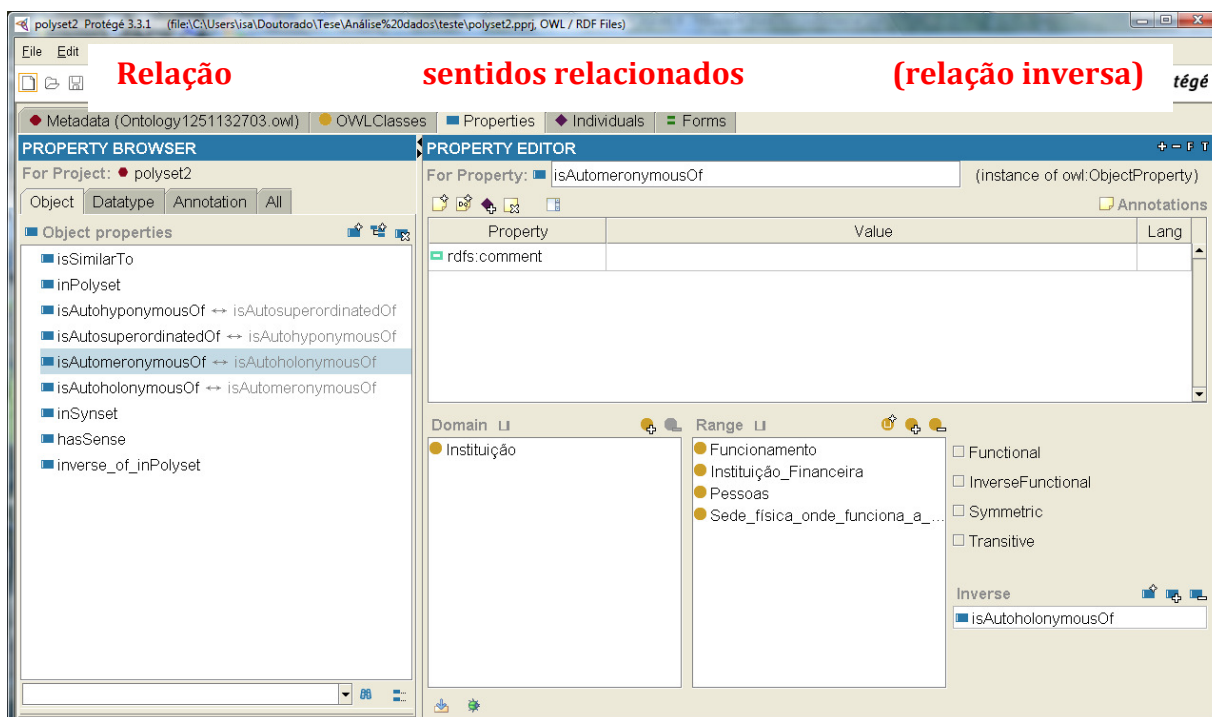 polyset2 Protégé 3.3.1 (file:\C:\Users\isa\Doutorado\Tese\Análise%20dados\teste\polyset2.pprj, OWL / RDF Files)
File Edit
Relação sentidos relacionados (relação inversa)
tégé
Metadata (Ontology1251132703.owl) OWLClasses Properties Individuals Forms
PROPERTY BROWSER
For Project: polyset2
Object Datatype Annotation All
Object properties
isSimilarTo
inPolyset
isAutohyponymousOf ↔ isAutosuperordinatedOf
isAutosuperordinatedOf ↔ isAutohyponymousOf
isAutomeronymousOf ↔ isAutoholonymousOf
isAutoholonymousOf ↔ isAutomeronymousOf
inSynset
hasSense
inverse_of_inPolyset
PROPERTY EDITOR
+ - F T
For Property: isAutomeronymousOf (instance of owl:ObjectProperty)
Annotations
Property Value Lang
rdfs:comment
Domain
Instituição
Range
Funcionamento
Instituição_Financeira
Pessoas
Sede_física_onde_funciona_a_...
Functional
InverseFunctional
Symmetric
Transitive
Inverse
isAutoholonymousOf